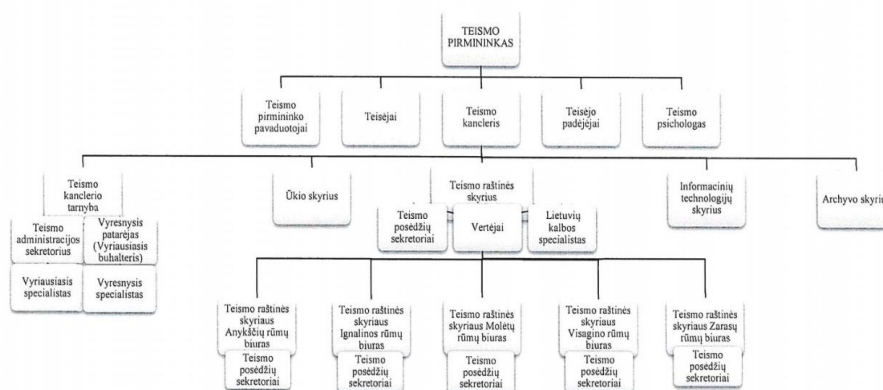 TEISMO
PIRMININKAS
Teismo
pirmininko
pavaduotojai
Teisėjai
Teismo
kancleris
Teisėjo
padėjėjai
Teismo
psichologas
Teismo
kanclerio
tarnyba
Ūkio skyrius
Teismo raštinės
skyrius
Informacinių
technologijų
skyrius
Archyvo skyrius
Teismo
administracijos
sekretorius
Vyresnysis
patarėjas
(Vyriausiasis
buhalteris)
Teismo
posėdžių
sekretoriai
Vertėjai
Lietuvių
kalbos
specialistas
Vyriausiasis
specialistas
Vyresnysis
specialistas
Teismo raštinės
skyriaus
Anykščių rūmų
biuras
Teismo raštinės
skyriaus
Ignalinos rūmų
biuras
Teismo raštinės
skyriaus Molėtų
rūmų biuras
Teismo raštinės
skyriaus
Visagino rūmų
biuras
Teismo raštinės
skyriaus Zarasų
rūmų biuras
Teismo
posėdžių
sekretoriai
Teismo
posėdžių
sekretoriai
Teismo
posėdžių
sekretoriai
Teismo
posėdžių
sekretoriai
Teismo
posėdžių
sekretoriai